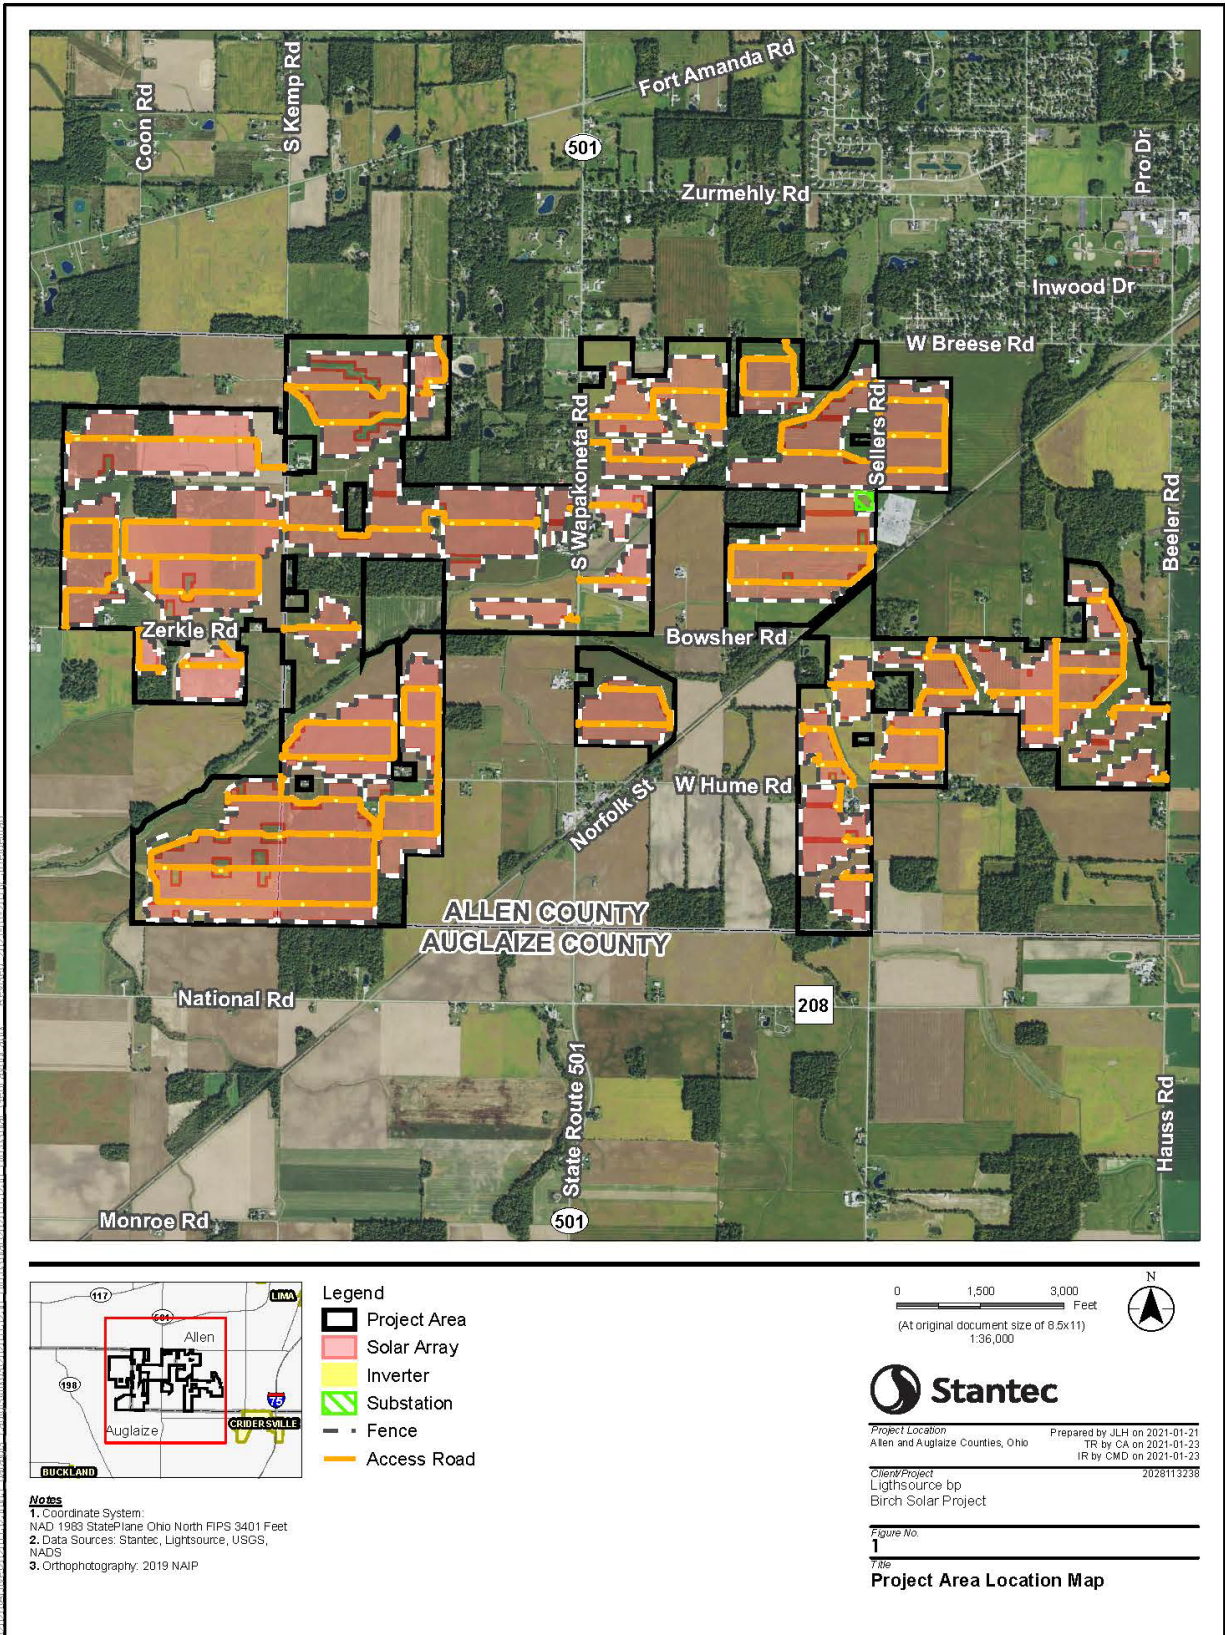 Fort Amanda Rd
S Kemp Rd
Coon Rd
501
Pro Dr
Zurmehly Rd
Inwood Dr
W Breese Rd
S Wapakoneta Rd
Sellers Rd
Beeler Rd
Zerkle Rd
Bowsher Rd
W Hume Rd
Norfolk St
ALLEN COUNTY
AUGLAIZE COUNTY
National Rd
208
State Route 501
Hauss Rd
Monroe Rd
501
117
LIMA
501
Allen
198
75
Auglaize
CRIDERSVILLE
BUCKLAND
Legend
Project Area
Solar Array
Inverter
Substation
Fence
Access Road
0 1,500 3,000
Feet
(At original document size of 8.5x11)
1:36,000
N
Stantec
Project Location
Allen and Auglaize Counties, Ohio
Prepared by JLH on 2021-01-21
TR by CA on 2021-01-23
IR by CMD on 2021-01-23
Client/Project
2028113238
Ligthsource bp
Birch Solar Project
Figure No.
1
Title
Project Area Location Map
Notes
1. Coordinate System:
NAD 1983 StatePlane Ohio North FIPS 3401 Feet
2. Data Sources: Stantec, Lightsource, USGS,
NADS
3. Orthophotography: 2019 NAIP